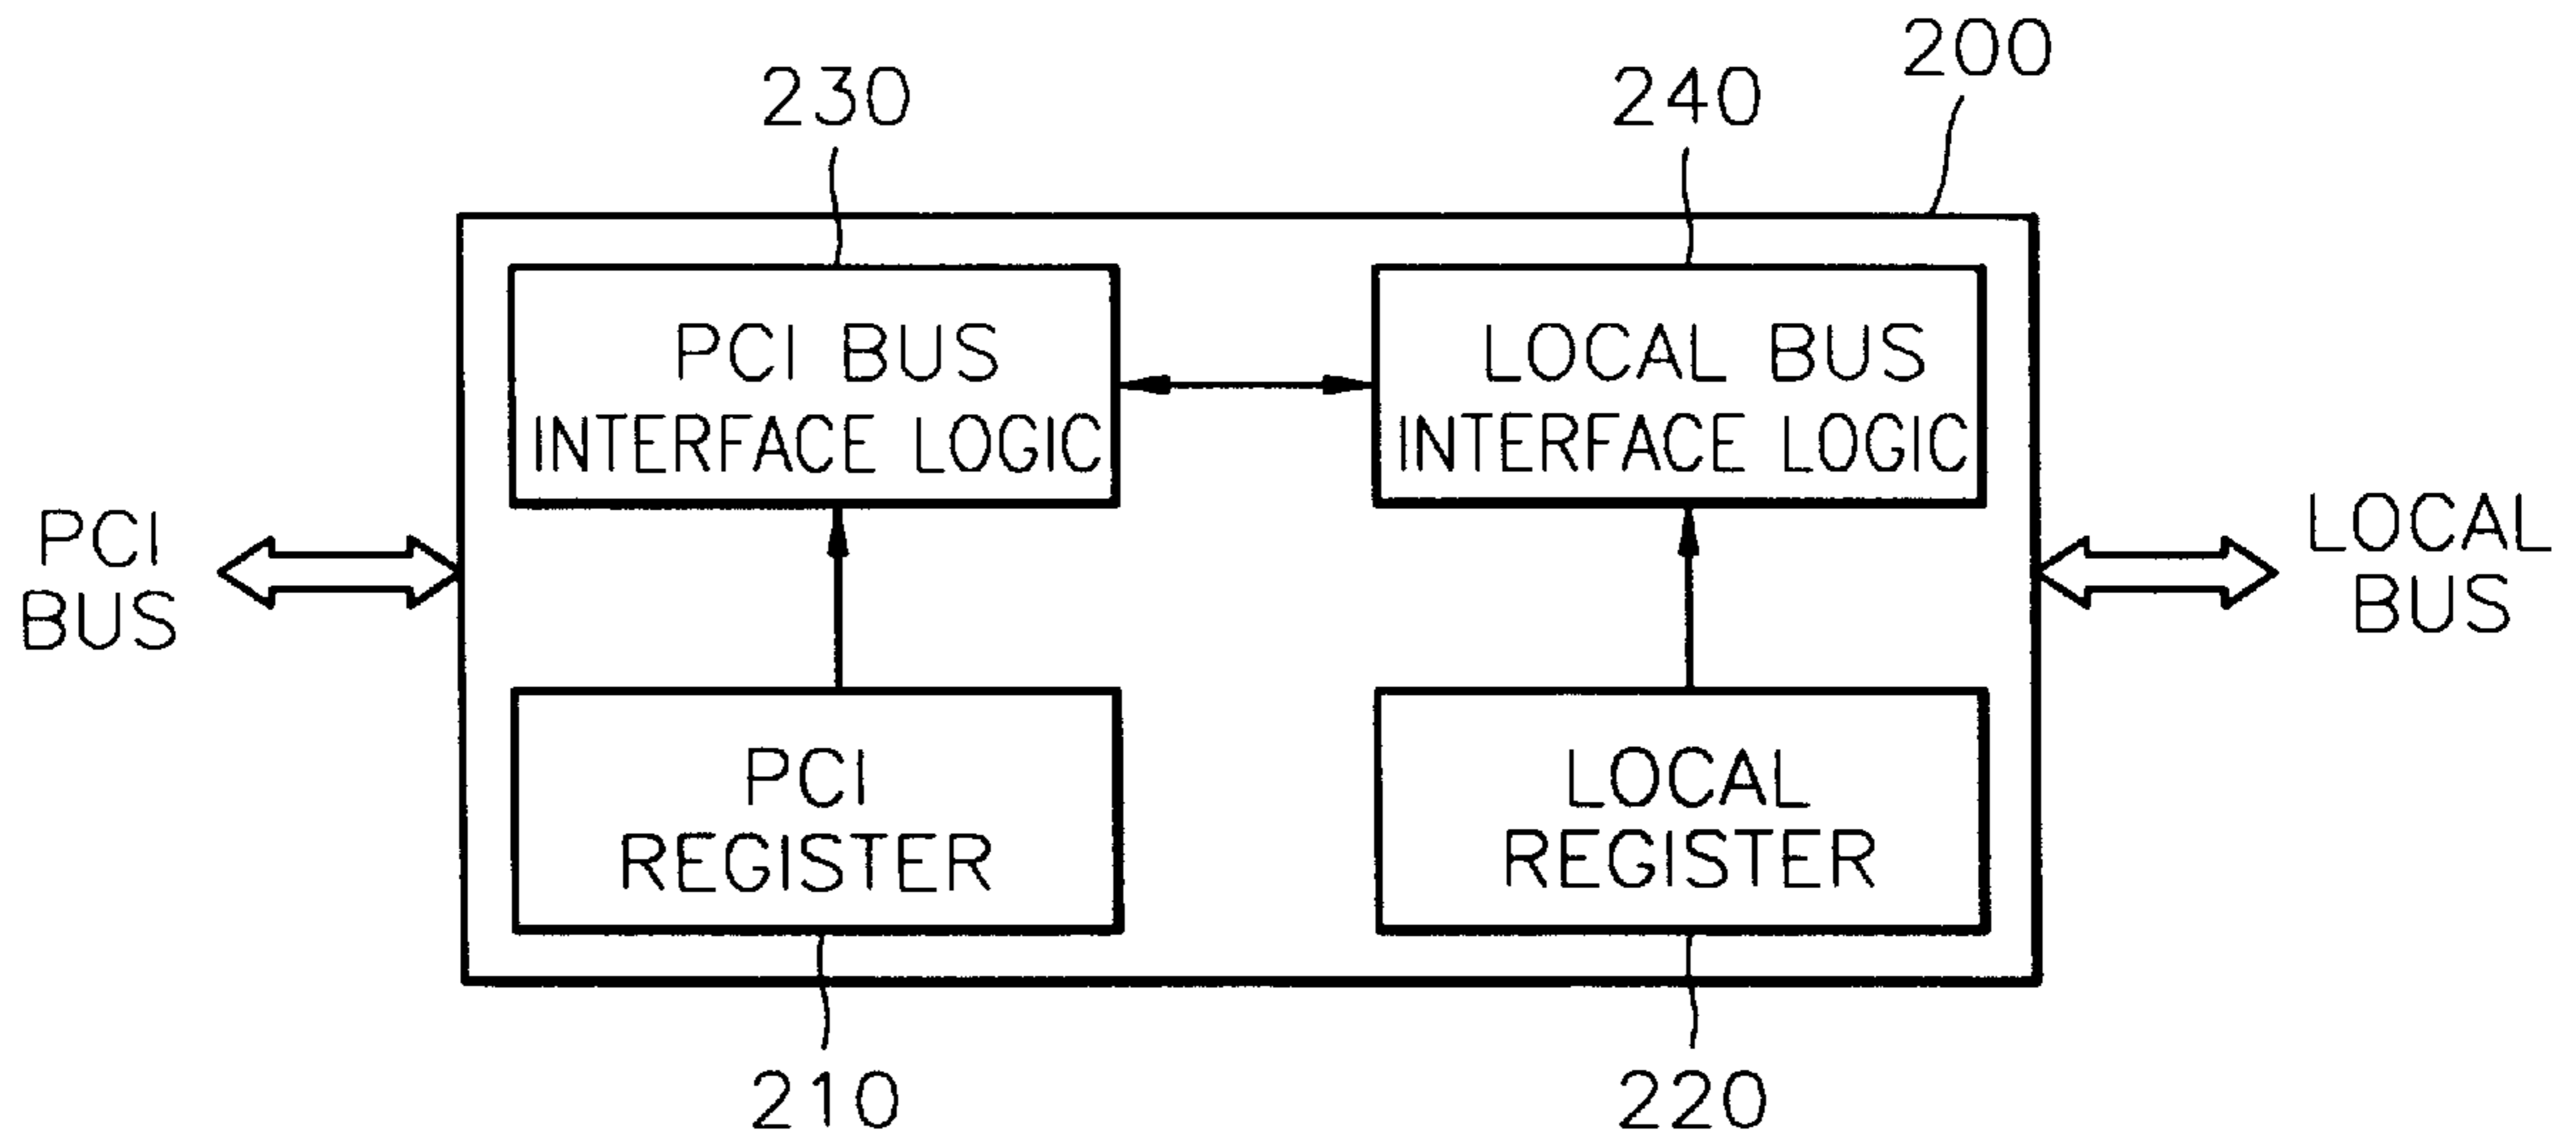 200
230
240
PCI BUS
INTERFACE LOGIC
LOCAL BUS
INTERFACE LOGIC
PCI
BUS
LOCAL
BUS
PCI
REGISTER
LOCAL
REGISTER
210
220